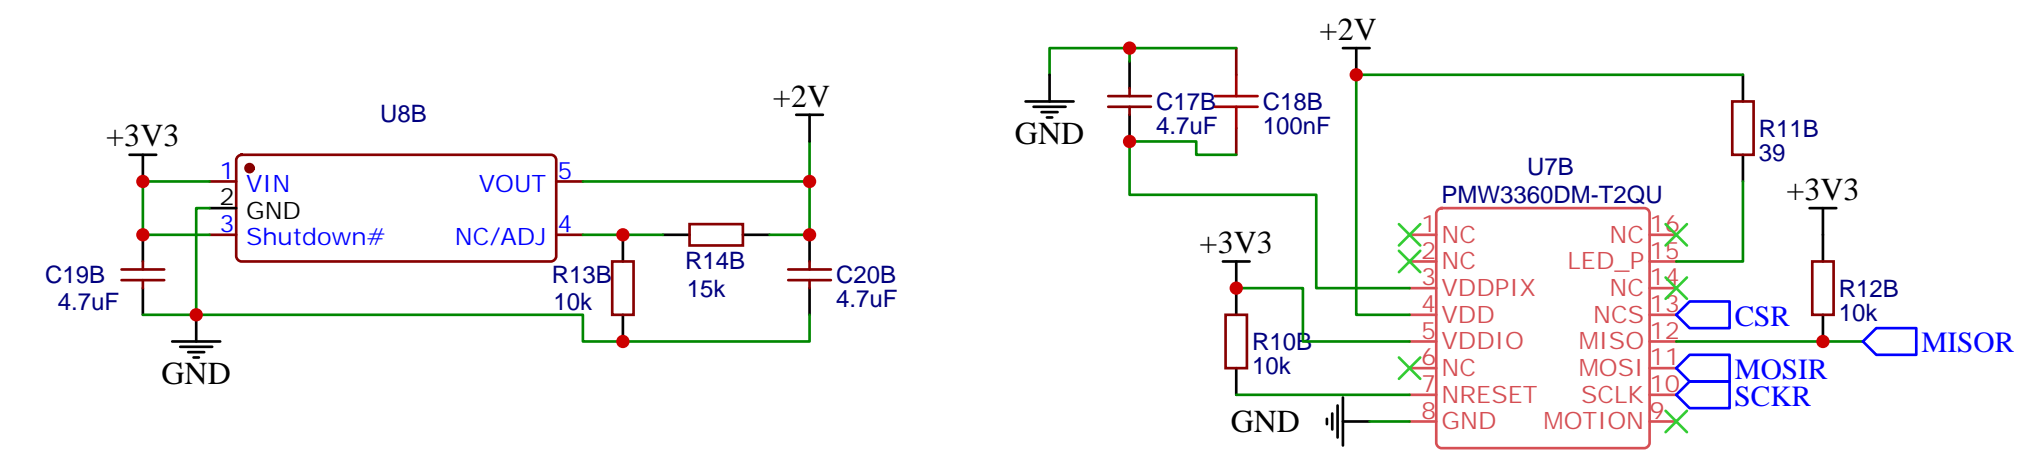 U8B
+3V3
+2V
1
VIN
2
GND
3
Shutdown#
5
VOUT
4
NC/ADJ
C19B
4.7uF
R13B
10k
R14B
15k
C20B
4.7uF
GND
+2V
GND
C17B
4.7uF
C18B
100nF
R11B
39
U7B
PMW3360DM-T2QU
+3V3
+3V3
R10B
10k
R12B
10k
1
NC
2
NC
3
VDDPIX
4
VDD
5
VDDIO
6
NC
7
NRESET
8
GND
GND
16
NC
15
LED_P
14
NC
13
NCS
CSR
12
MISO
MISOR
11
MOSI
MOSIR
10
SCLK
SCKR
9
MOTION